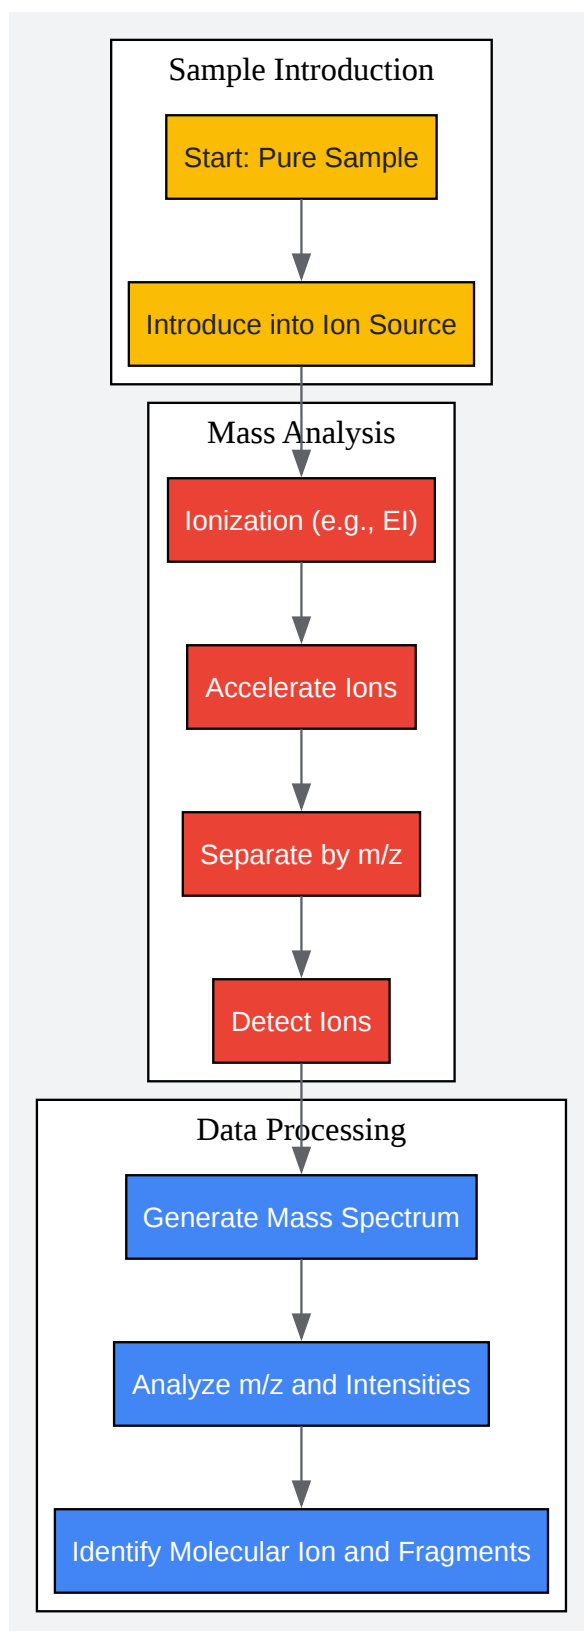 Sample Introduction
Start: Pure Sample
Introduce into Ion Source
Mass Analysis
Ionization (e.g., EI)
Accelerate Ions
Separate by m/z
Detect Ions
Data Processing
Generate Mass Spectrum
Analyze m/z and Intensities
Identify Molecular Ion and Fragments